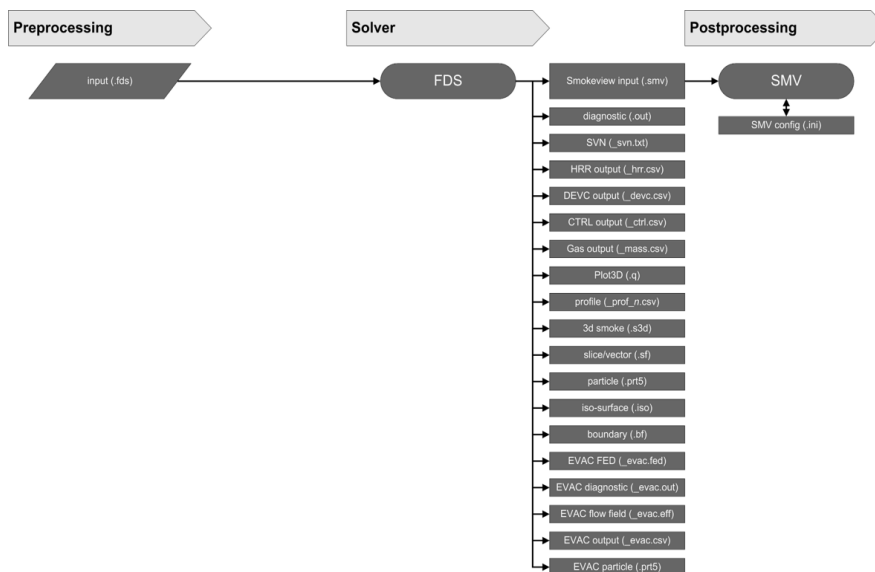 Preprocessing
Solver
Postprocessing
input (.fds)
FDS
Smokeview input (.smv)
SMV
diagnostic (.out)
SMV config (.ini)
SVN (_svn.txt)
HRR output (_hrr.csv)
DEVC output (_devc.csv)
CTRL output (_ctrl.csv)
Gas output (_mass.csv)
Plot3D (.q)
profile (_prof_n.csv)
3d smoke (.s3d)
slice/vector (.sf)
particle (.prt5)
iso-surface (.iso)
boundary (.bf)
EVAC FED (_evac.fed)
EVAC diagnostic (_evac.out)
EVAC flow field (_evac.eff)
EVAC output (_evac.csv)
EVAC particle (.prt5)